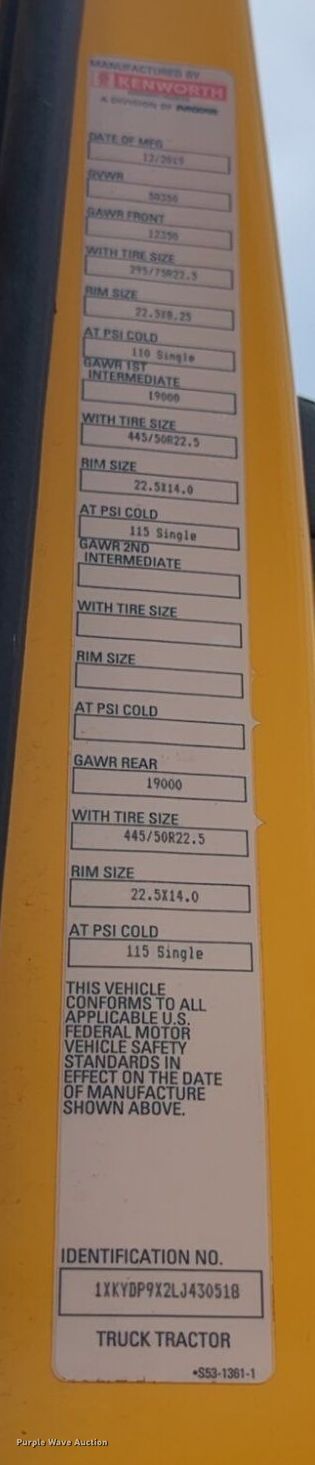 MANUFACTURED BY
KENWORTH
A DIVISION OF PACCAR
DATE OF MFG
12/2019
GVWR
50350
GAWR FRONT
12350
WITH TIRE SIZE
295/75R22.5
RIM SIZE
22.5X8.25
AT PSI COLD
110 Single
GAWR 1ST
INTERMEDIATE
19000
WITH TIRE SIZE
445/50R22.5
RIM SIZE
22.5X14.0
AT PSI COLD
115 Single
GAWR 2ND
INTERMEDIATE
WITH TIRE SIZE
RIM SIZE
AT PSI COLD
GAWR REAR
19000
WITH TIRE SIZE
445/50R22.5
RIM SIZE
22.5X14.0
AT PSI COLD
115 Single
THIS VEHICLE
CONFORMS TO ALL
APPLICABLE U.S.
FEDERAL MOTOR
VEHICLE SAFETY
STANDARDS IN
EFFECT ON THE DATE
OF MANUFACTURE
SHOWN ABOVE.
IDENTIFICATION NO.
1XKYDP9X2LJ430518
TRUCK TRACTOR
•S53-1361-1
Purple Wave Auction